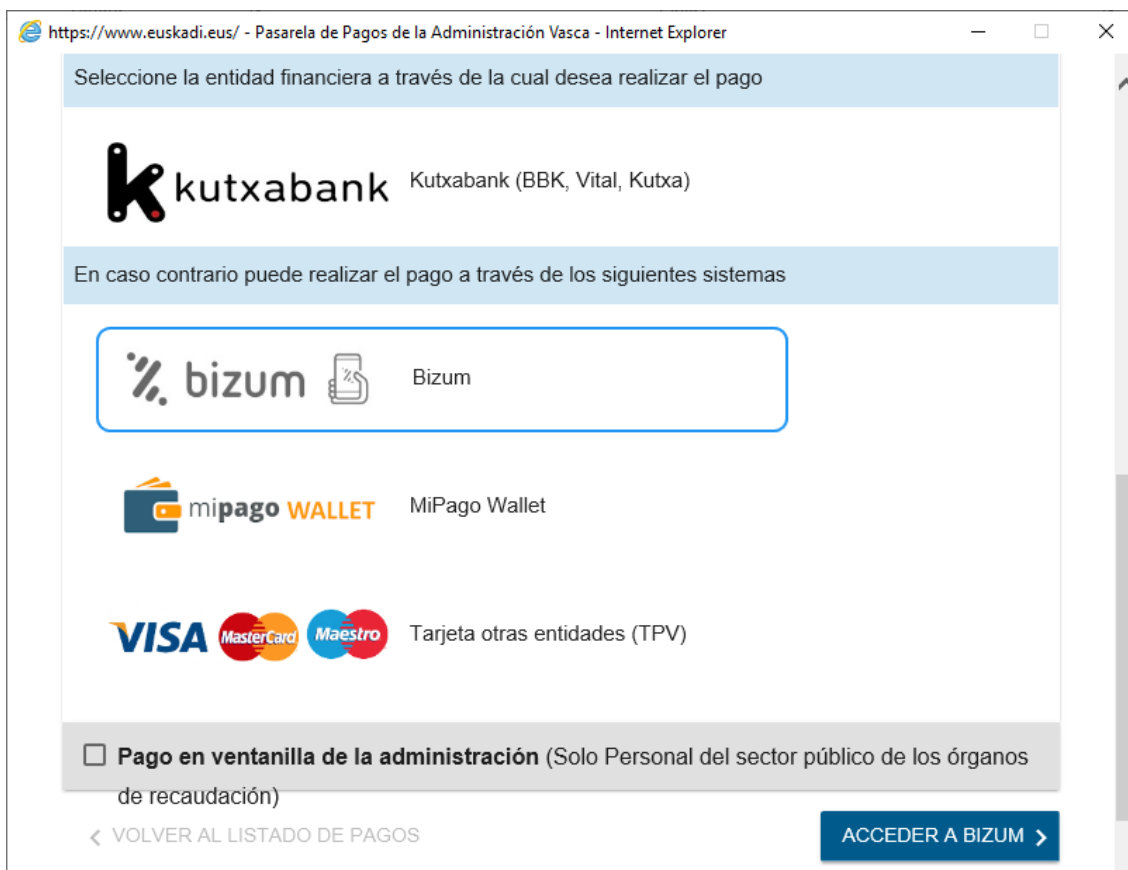 https://www.euskadi.eus/ - Pasarela de Pagos de la Administración Vasca - Internet Explorer
Seleccione la entidad financiera a través de la cual desea realizar el pago
kutxabank Kutxabank (BBK, Vital, Kutxa)
En caso contrario puede realizar el pago a través de los siguientes sistemas
bizum Bizum
mipago WALLET MiPago Wallet
VISA MasterCard Maestro Tarjeta otras entidades (TPV)
Pago en ventanilla de la administración (Solo Personal del sector público de los órganos
de recaudación)
VOLVER AL LISTADO DE PAGOS ACCEDER A BIZUM